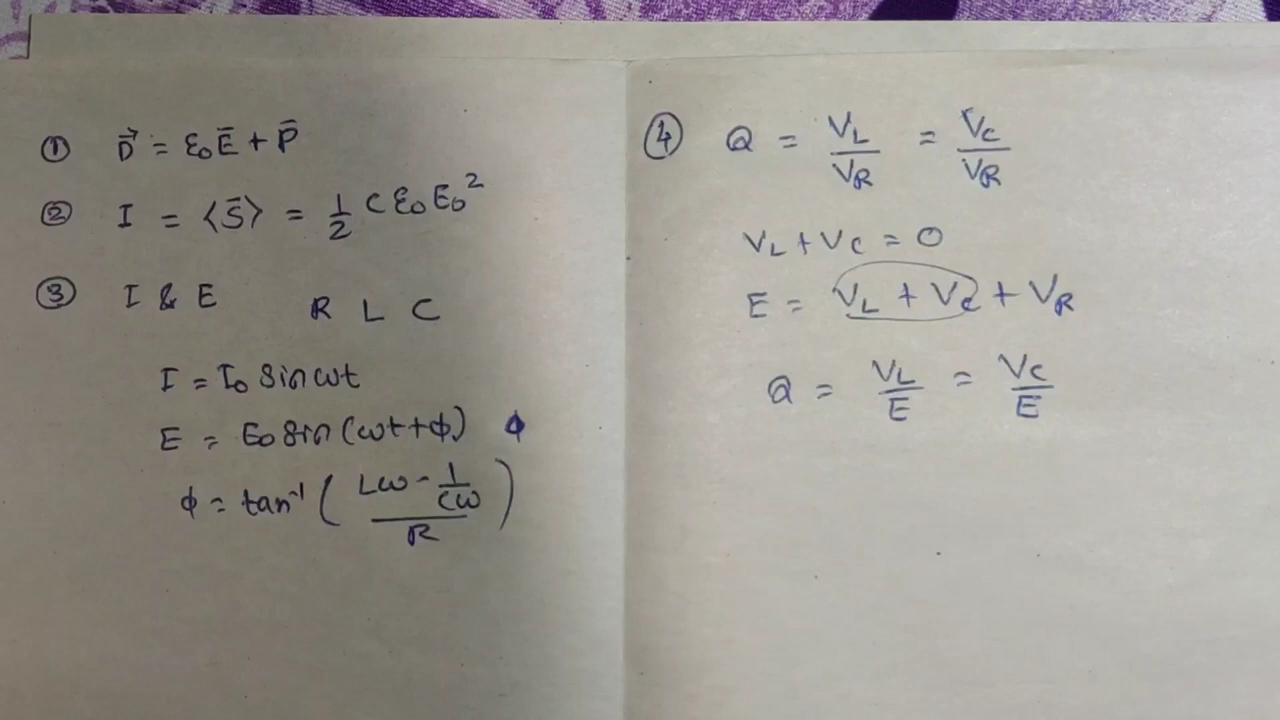 ① D⃗ = ε₀E̅ + P̅
② I = ⟨S̅⟩ = 1/2 C ε₀ E₀²
③ I & E R L C
I = I₀ sin ωt
E = E₀ sin (ωt + ϕ) ϕ
ϕ = tan⁻¹ ( (Lω - 1/Cω) / R )
④ Q = V_L / V_R = V_C / V_R
V_L + V_C = 0
E = V_L + V_C + V_R
Q = V_L / E = V_C / E